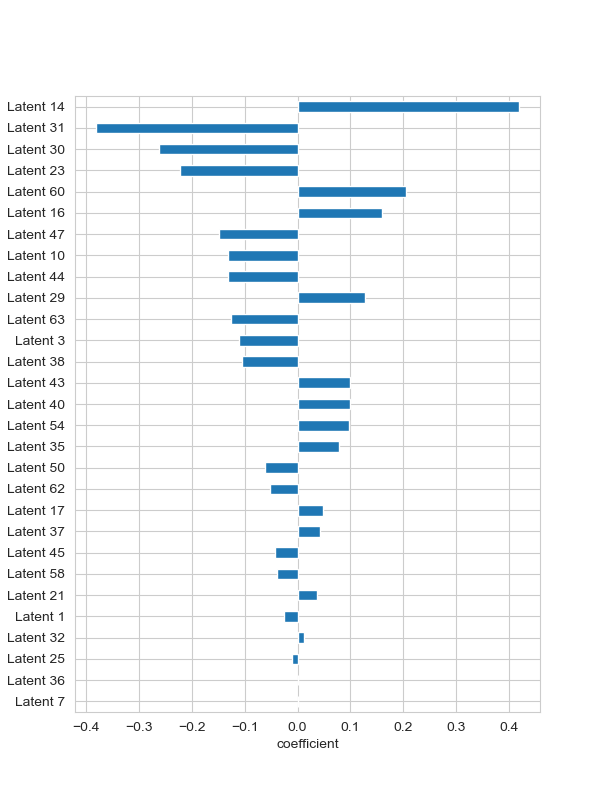 Latent 14
Latent 31
Latent 30
Latent 23
Latent 60
Latent 16
Latent 47
Latent 10
Latent 44
Latent 29
Latent 63
Latent 3
Latent 38
Latent 43
Latent 40
Latent 54
Latent 35
Latent 50
Latent 62
Latent 17
Latent 37
Latent 45
Latent 58
Latent 21
Latent 1
Latent 32
Latent 25
Latent 36
Latent 7
−0.4 −0.3 −0.2 −0.1 0.0 0.1 0.2 0.3 0.4
coefficient